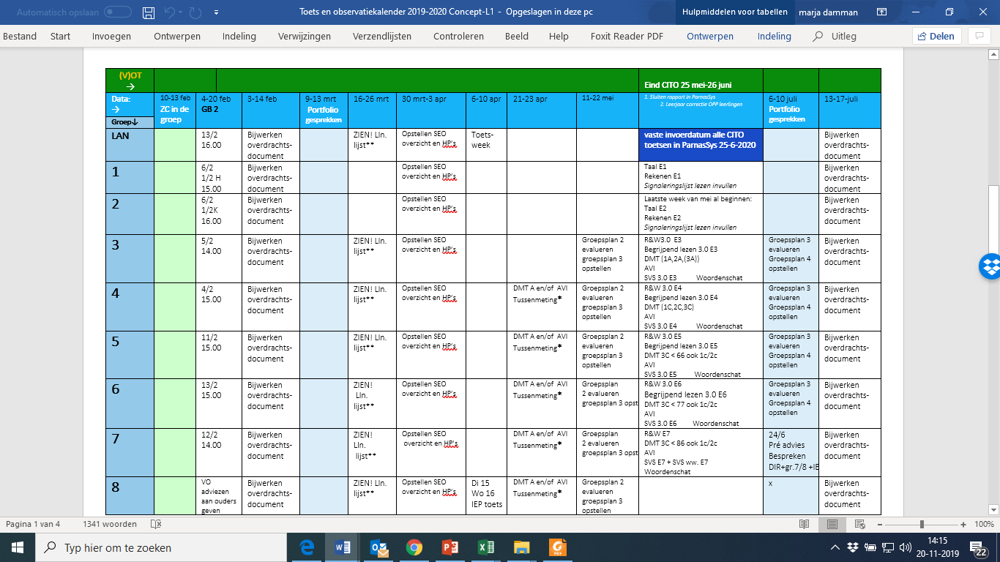 Automatisch opslaan
Toets en observatiekalender 2019-2020 Concept-L1 - Opgeslagen in deze pc
Hulpmiddelen voor tabellen
marja damman
Bestand Start Invoegen Ontwerpen Indeling Verwijzingen Verzendlijsten Controleren Beeld Help Foxit Reader PDF Ontwerpen Indeling Uitleg Delen
(V)OT
→
Eind CITO 25 mei-26 juni
Data:
→
Groep↓
10-13 feb
ZC in de
groep
4-20 feb
GB 2
3-14 feb
9-13 mrt
Portfolio
gesprekken
16-26 mrt
30 mrt-3 apr
6-10 apr
21-23 apr
11-22 mei
1. Sluiten rapport in ParnasSys
2. Leerjaar correctie OPP leerlingen
6-10 juli
Portfolio
gesprekken
13-17-juli
LAN
13/2
16.00
Bijwerken
overdrachts-
document
ZIEN! Lln.
lijst**
Opstellen SEO
overzicht en HP's
Toets-
week
vaste invoerdatum alle CITO
toetsen in ParnasSys 25-6-2020
Bijwerken
overdrachts-
document
1
6/2
1/2 H
15.00
Bijwerken
overdrachts-
document
Opstellen SEO
overzicht en HP's
Taal E1
Rekenen E1
Signaleringslijst lezen invullen
Bijwerken
overdrachts-
document
2
6/2
1/2K
16.00
Bijwerken
overdrachts-
document
Opstellen SEO
overzicht en HP's
Laatste week van mei al beginnen:
Taal E2
Rekenen E2
Signaleringslijst lezen invullen
Bijwerken
overdrachts-
document
3
5/2
14.00
Bijwerken
overdrachts-
document
ZIEN! Lln.
lijst**
Opstellen SEO
overzicht en HP's
Groepsplan 2
evalueren
groepsplan 3
opstellen
R&W3.0 E3
Begrijpend lezen 3.0 E3
DMT (1A,2A,(3A))
AVI
SVS 3.0 E3 Woordenschat
Groepsplan 3
evalueren
Groepsplan 4
opstellen
Bijwerken
overdrachts-
document
4
4/2
15.00
Bijwerken
overdrachts-
document
ZIEN! Lln.
lijst**
Opstellen SEO
overzicht en HP's
DMT A en/of AVI
Tussenmeting*
Groepsplan 2
evalueren
groepsplan 3
opstellen
R&W 3.0 E4
Begrijpend lezen 3.0 E4
DMT (1C,2C,3C)
AVI
SVS 3.0 E4 Woordenschat
Groepsplan 3
evalueren
Groepsplan 4
opstellen
Bijwerken
overdrachts-
document
5
11/2
15.00
Bijwerken
overdrachts-
document
ZIEN! Lln.
lijst**
Opstellen SEO
overzicht en HP's
DMT A en/of AVI
Tussenmeting*
Groepsplan 2
evalueren
groepsplan 3
opstellen
R&W 3.0 E5
Begrijpend lezen 3.0 E5
DMT 3C < 66 ook 1c/2c
AVI
SVS 3.0 E5 Woordenschat
Groepsplan 3
evalueren
Groepsplan 4
opstellen
Bijwerken
overdrachts-
document
6
13/2
15.00
Bijwerken
overdrachts-
document
ZIEN!
Lln.
lijst**
Opstellen SEO
overzicht en HP's
DMT A en/of AVI
Tussenmeting*
Groepsplan
2 evalueren
groepsplan 3 opst
R&W 3.0 E6
Begrijpend lezen 3.0 E6
DMT 3C < 77 ook 1c/2c
AVI
SVS 3.0 E6 Woordenschat
Groepsplan 3
evalueren
Groepsplan 4
opstellen
Bijwerken
overdrachts-
document
7
12/2
14.00
Bijwerken
overdrachts-
document
ZIEN!
Lln.
lijst**
Opstellen SEO
overzicht en HP's
DMT A en/of AVI
Tussenmeting*
Groepsplan
2 evalueren
groepsplan 3 opst
R&W E7
DMT 3C < 86 ook 1c/2c
AVI
SVS E7 + SVS ww. E7
Woordenschat
24/6
Pré advies
Bespreken
DIR+gr.7/8 +IB
Bijwerken
overdrachts-
document
8
VO
adviezen
aan ouders
geven
Bijwerken
overdrachts-
document
ZIEN! Lln.
lijst**
Opstellen SEO
overzicht en HP's
Di 15
Wo 16
IEP toets
DMT A en/of AVI
Tussenmeting*
Groepsplan 2
evalueren
groepsplan 3
opstellen
x
Bijwerken
overdrachts-
document
Pagina 1 van 4 1341 woorden 100%
Typ hier om te zoeken
14:15
20-11-2019
22